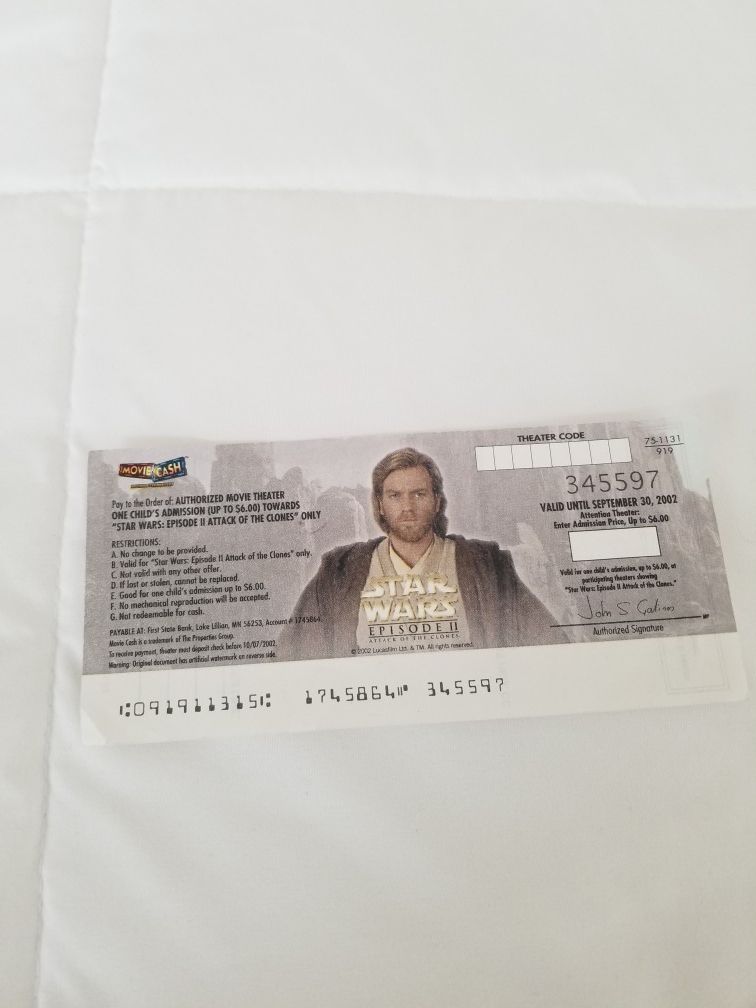 MOVIE CASH
Pay to the Order of: AUTHORIZED MOVIE THEATER
ONE CHILD'S ADMISSION (UP TO $6.00) TOWARDS
"STAR WARS: EPISODE II ATTACK OF THE CLONES" ONLY
RESTRICTIONS:
A. No change to be provided.
B. Valid for "Star Wars: Episode II Attack of the Clones" only.
C. Not valid with any other offer.
D. If lost or stolen, cannot be replaced.
E. Good for one child's admission up to $6.00.
F. No mechanical reproduction will be accepted.
G. Not redeemable for cash.
PAYABLE AT: First State Bank, Lake Lillian, MN 56253, Account # 1745864.
Movie Cash is a trademark of The Properties Group.
To receive payment, theater must deposit check before 10/07/2002.
Warning: Original document has artificial watermark on reverse side.
STAR
WARS
EPISODE II
ATTACK OF THE CLONES
© 2002 Lucasfilm Ltd. & TM. All rights reserved.
THEATER CODE
75-1131
919
345597
VALID UNTIL SEPTEMBER 30, 2002
Attention Theater:
Enter Admission Price, Up to $6.00
Valid for one child's admission, up to $6.00, at
participating theaters showing
"Star Wars: Episode II Attack of the Clones."
John S
Authorized Signature
MP
⑆091911315⑆ 1745864⑈ 345597